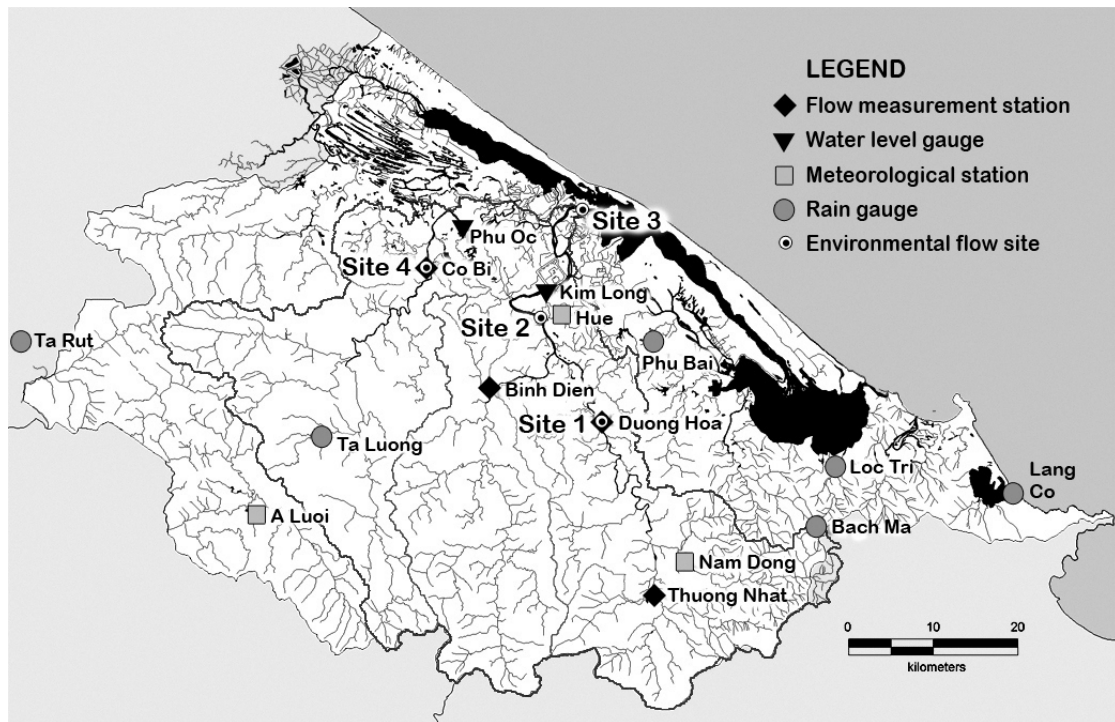 LEGEND
Flow measurement station
Water level gauge
Meteorological station
Rain gauge
Environmental flow site
Site 3
Phu Oc
Site 4
Co Bi
Kim Long
Hue
Site 2
Ta Rut
Phu Bai
Binh Dien
Site 1
Duong Hoa
Ta Luong
Loc Tri
Lang
Co
A Luoi
Bach Ma
Nam Dong
Thuong Nhat
0 10 20
kilometers